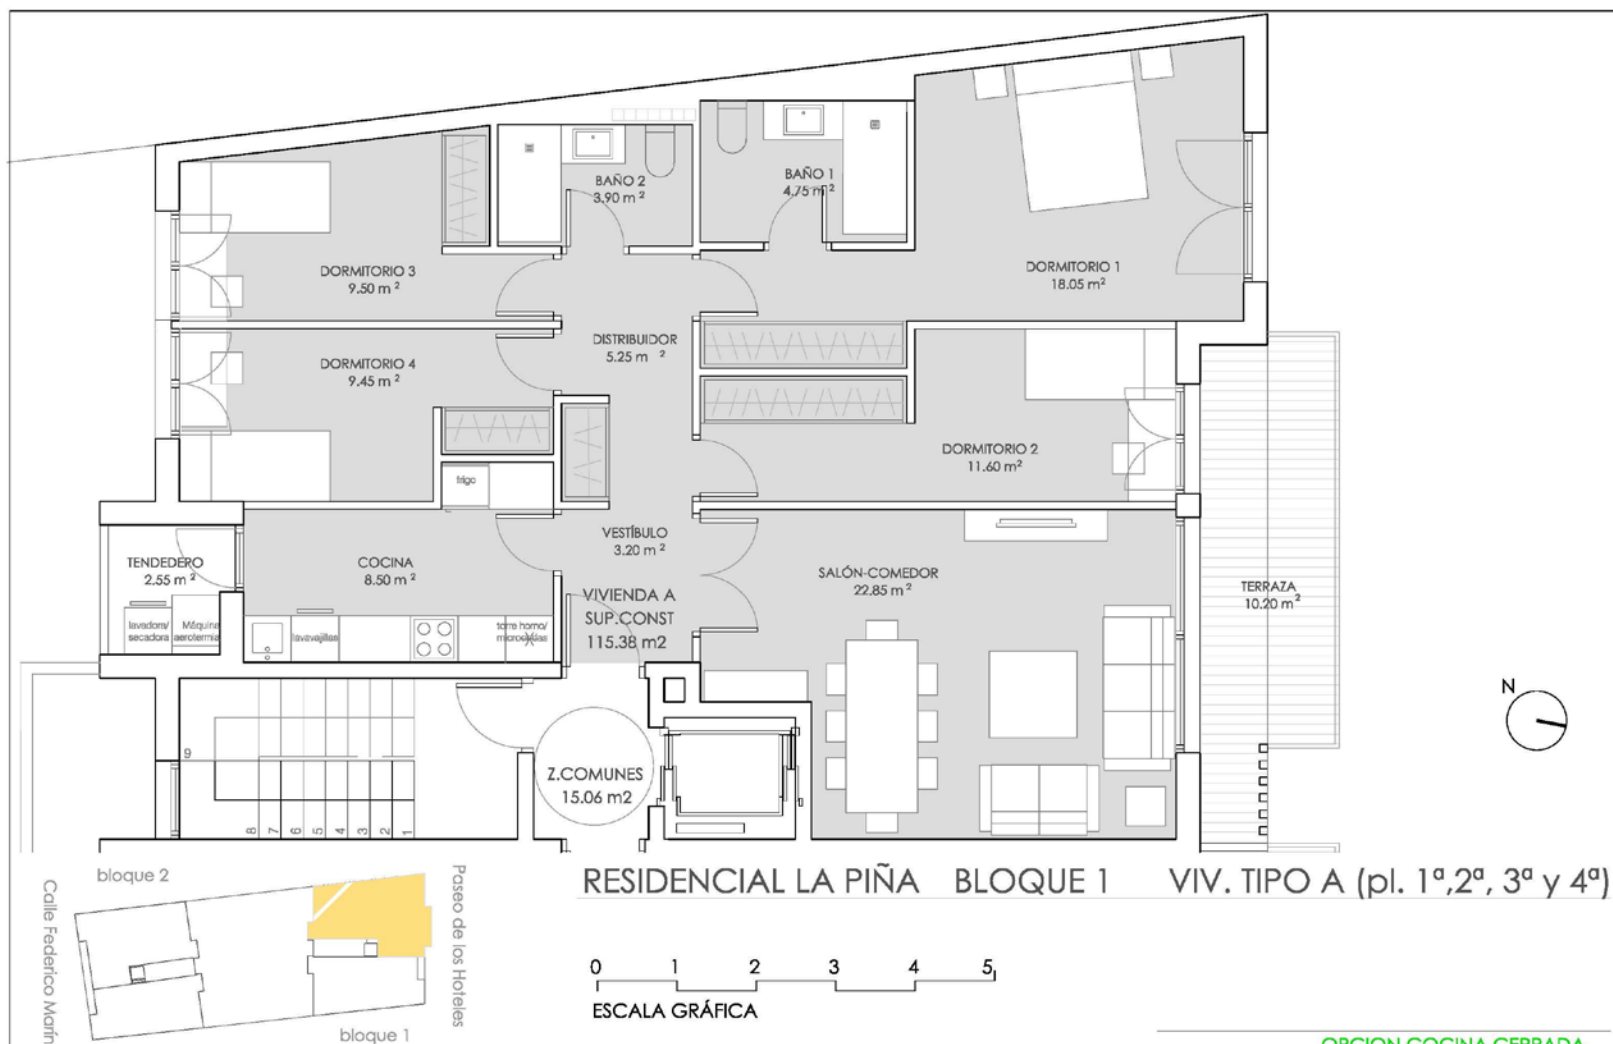 BAÑO 2
3.90 m²
BAÑO 1
4.75 m²
DORMITORIO 3
9.50 m²
DORMITORIO 1
18.05 m²
DISTRIBUIDOR
5.25 m²
DORMITORIO 4
9.45 m²
DORMITORIO 2
11.60 m²
frigo
VESTÍBULO
3.20 m²
TENDEDERO
2.55 m²
COCINA
8.50 m²
SALÓN-COMEDOR
22.85 m²
TERRAZA
10.20 m²
VIVIENDA A
SUP.CONST
115.38 m2
lavadora/
secadora
Máquina
aerotermia
lavavajillas
torre horno/
microondas
N
9
8 7 6 5 4 3 2 1
Z.COMUNES
15.06 m2
bloque 2
Calle Federico Marín
Paseo de los Hoteles
bloque 1
RESIDENCIAL LA PIÑA BLOQUE 1 VIV. TIPO A (pl. 1ª,2ª, 3ª y 4ª)
0 1 2 3 4 5
ESCALA GRÁFICA
OPCION COCINA CERRADA